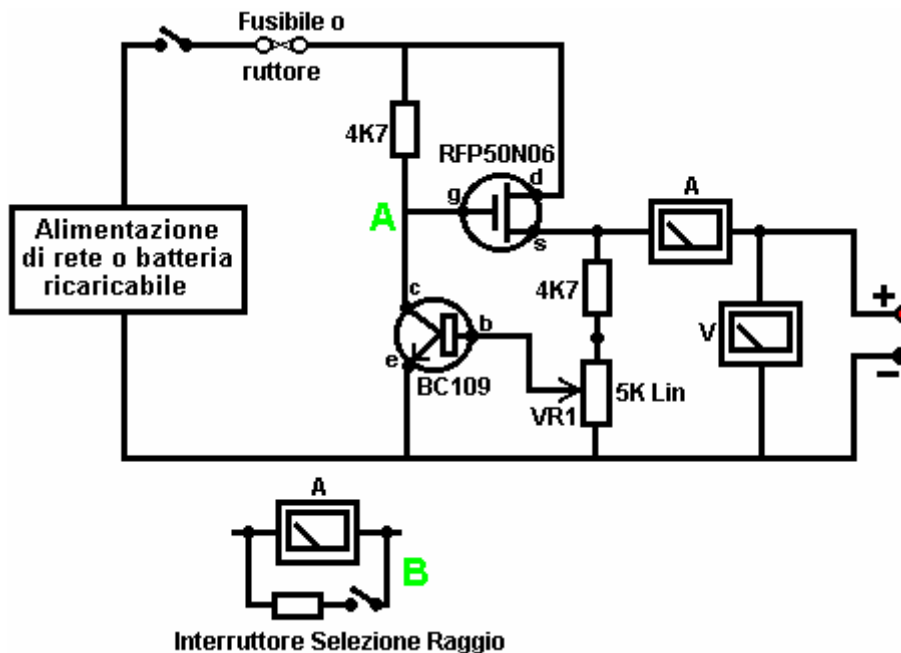 Fusibile o
ruttore
4K7
RFP50N06
d
g
s
A
A
Alimentazione
di rete o batteria
ricaricabile
4K7
c
b
e
BC109
VR1
5K Lin
V
+
−
A
B
Interruttore Selezione Raggio